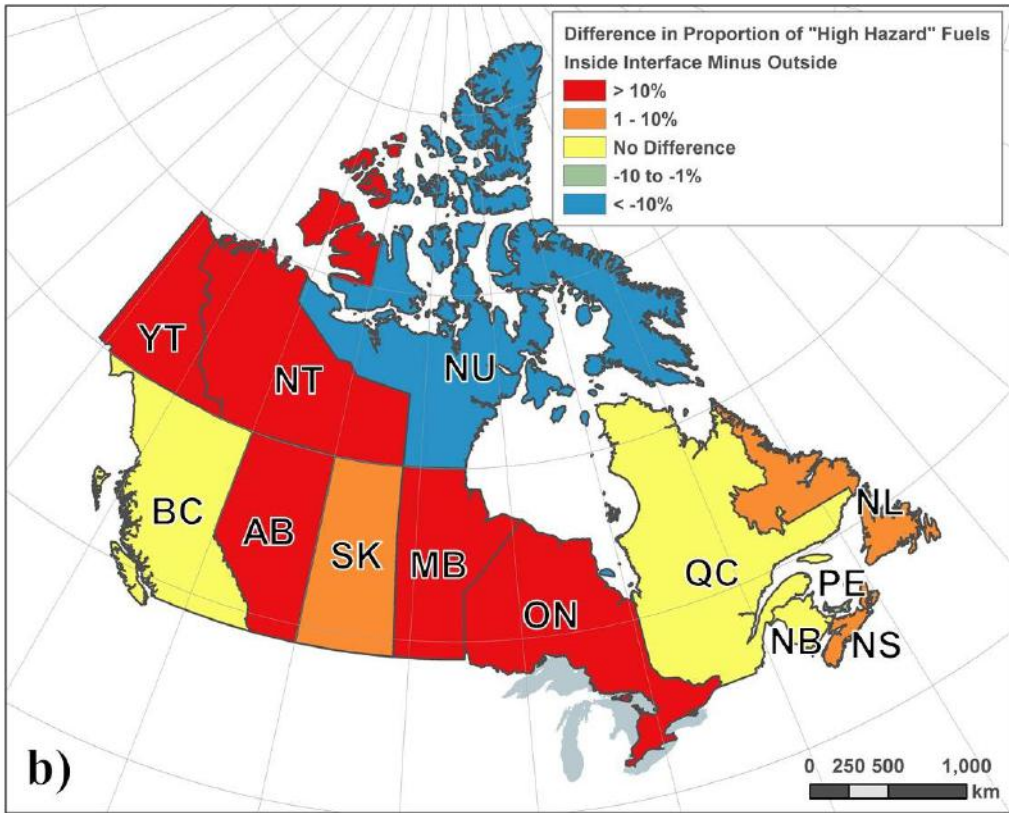 Difference in Proportion of "High Hazard" Fuels
Inside Interface Minus Outside
> 10%
1 - 10%
No Difference
-10 to -1%
< -10%
YT
NT
NU
BC
AB
SK
MB
ON
QC
NL
PE
NB
NS
b)
0 250 500 1,000
km